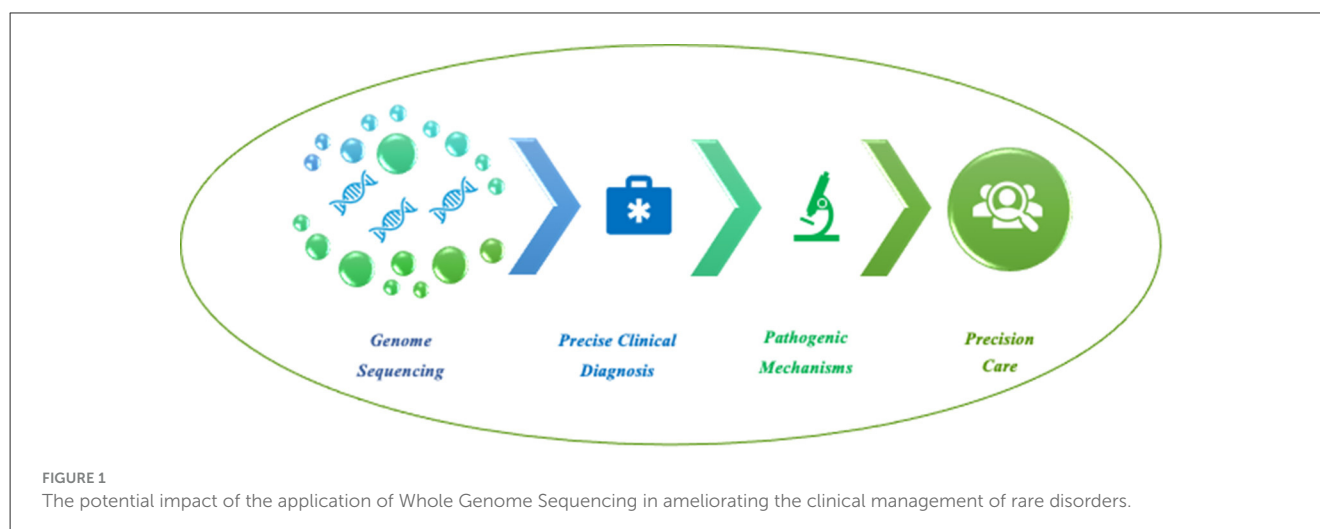 Genome
Sequencing
Precise Clinical
Diagnosis
Pathogenic
Mechanisms
Precision
Care
FIGURE 1
The potential impact of the application of Whole Genome Sequencing in ameliorating the clinical management of rare disorders.